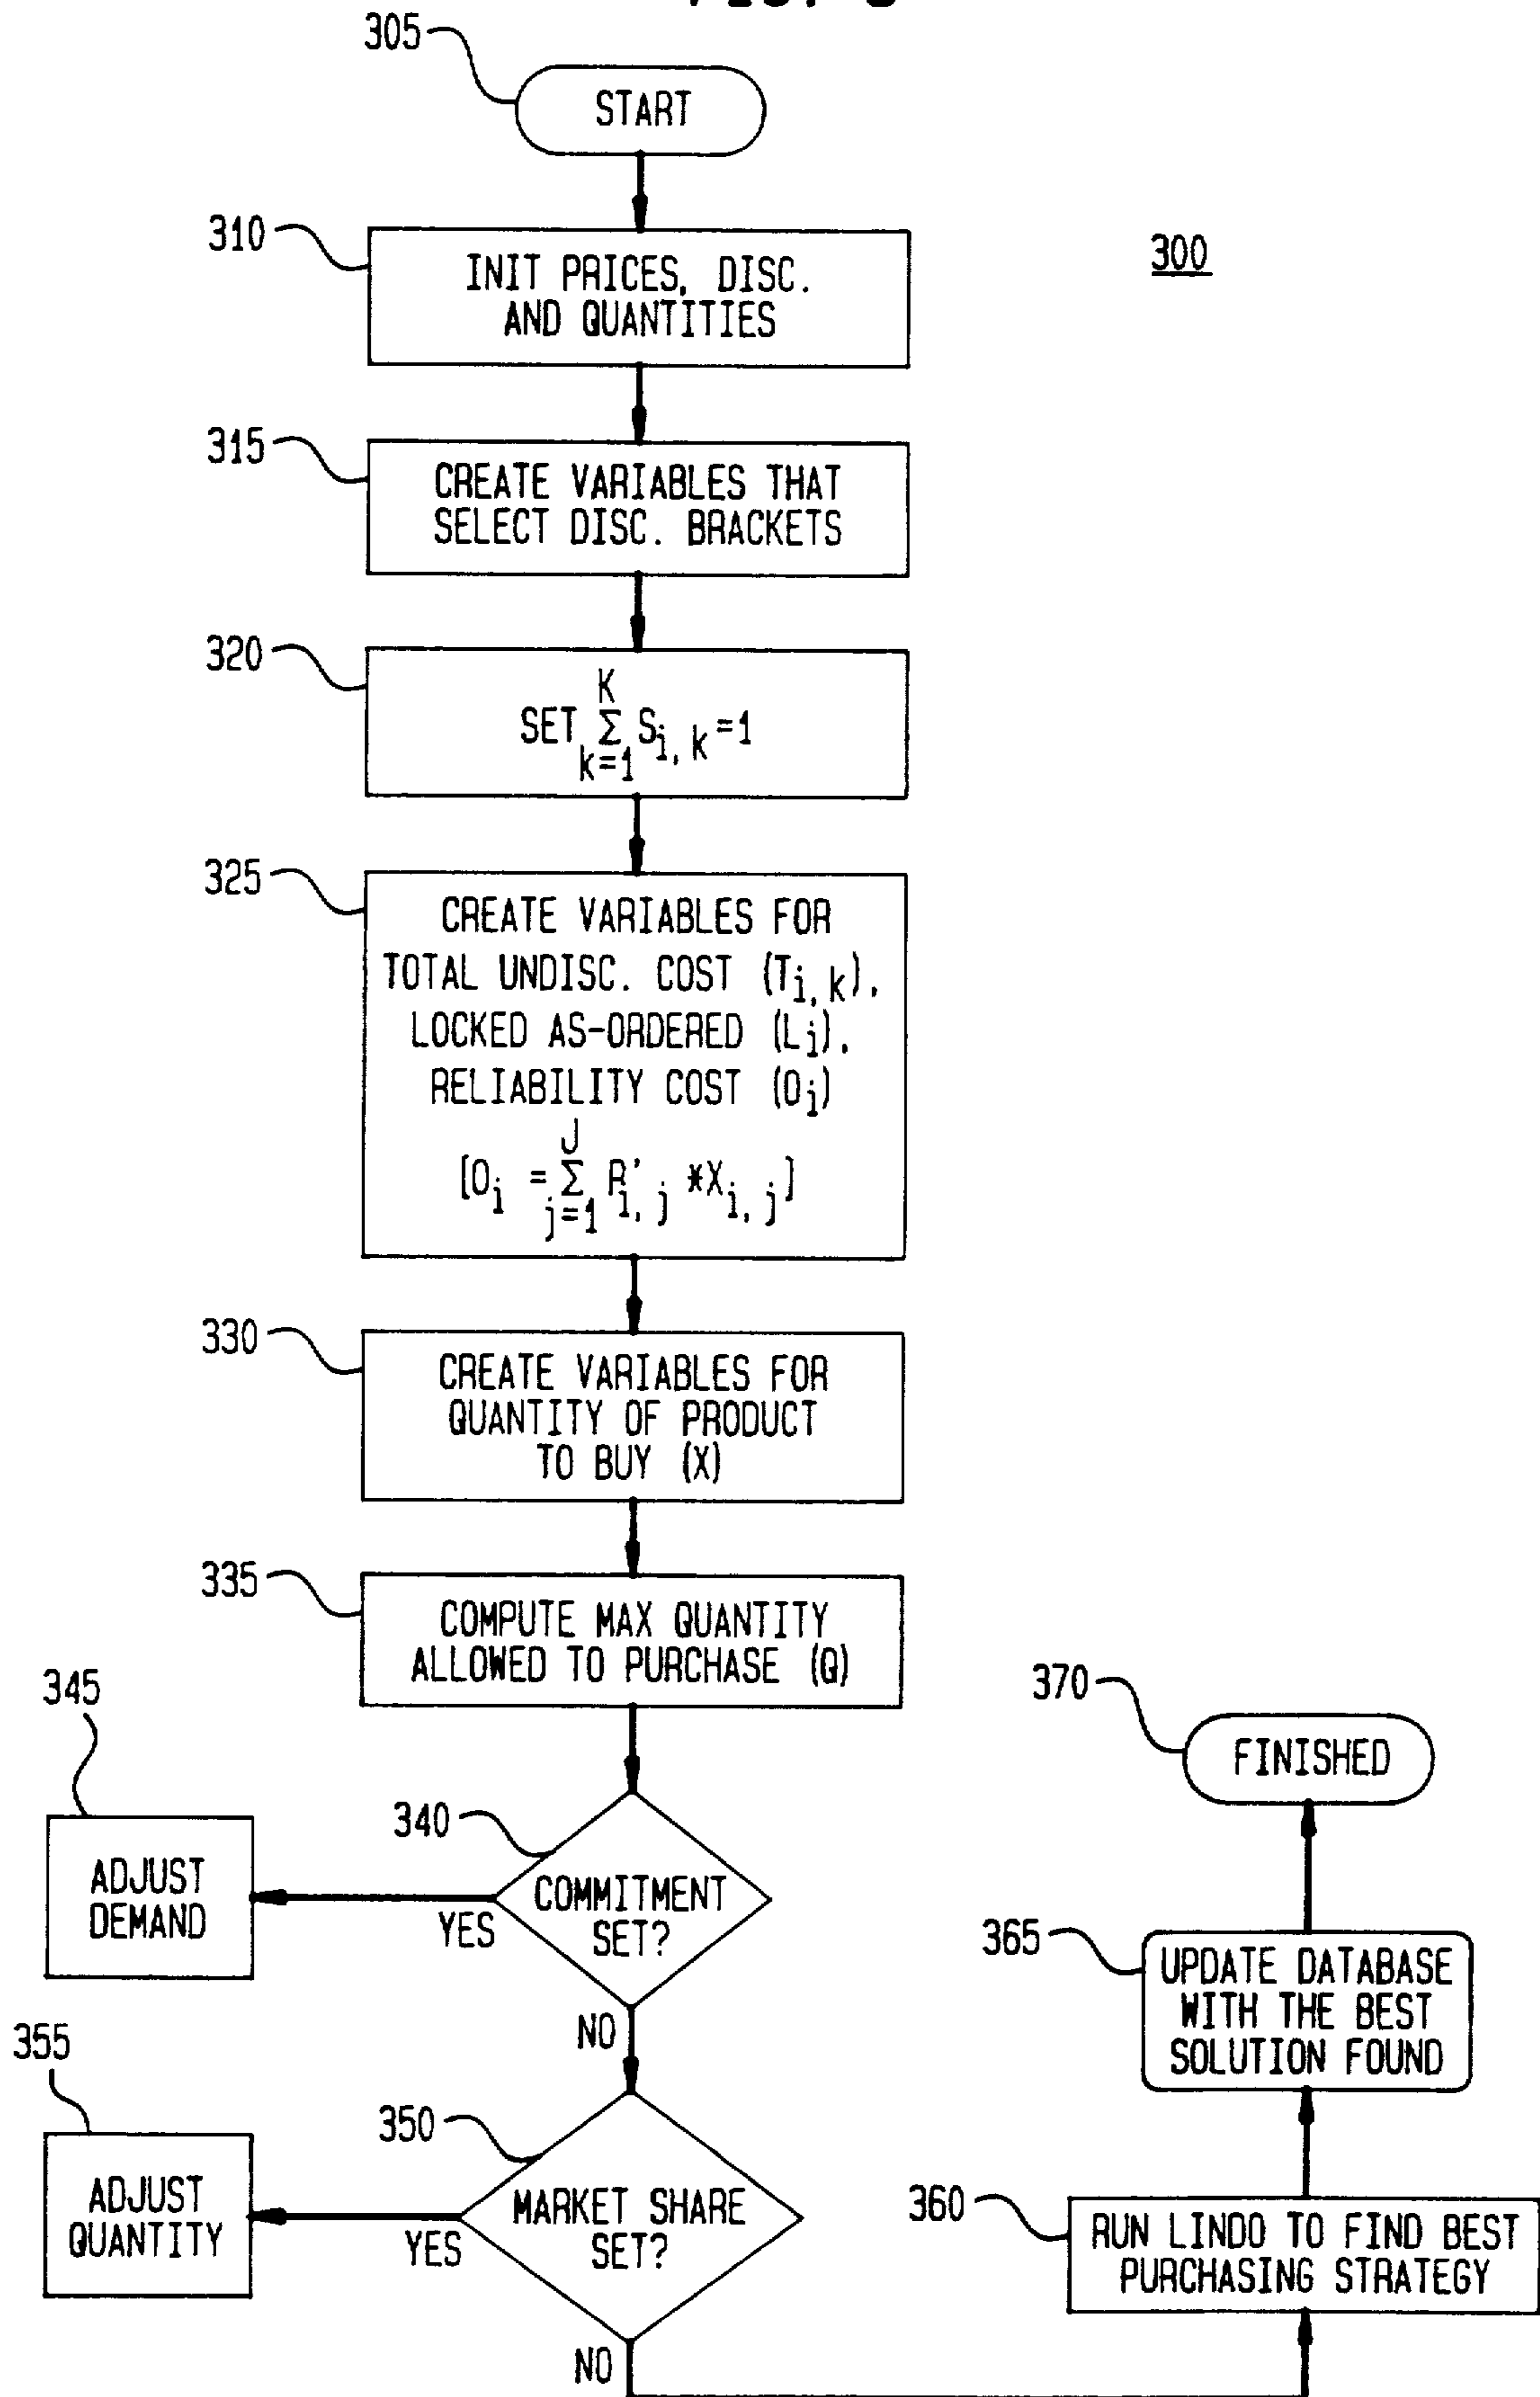 305
START
310
INIT PRICES, DISC.
AND QUANTITIES
300
315
CREATE VARIABLES THAT
SELECT DISC. BRACKETS
320
SET K Σ k=1 Si, k =1
325
CREATE VARIABLES FOR
TOTAL UNDISC. COST (Ti, k),
LOCKED AS-ORDERED (Lj),
RELIABILITY COST (Oj)
[Oi = J Σ j=1 R'i, j *Xi, j]
330
CREATE VARIABLES FOR
QUANTITY OF PRODUCT
TO BUY (X)
335
COMPUTE MAX QUANTITY
ALLOWED TO PURCHASE (Q)
345
ADJUST
DEMAND
340
COMMITMENT
SET?
YES
NO
355
ADJUST
QUANTITY
350
MARKET SHARE
SET?
YES
NO
370
FINISHED
365
UPDATE DATABASE
WITH THE BEST
SOLUTION FOUND
360
RUN LINDO TO FIND BEST
PURCHASING STRATEGY